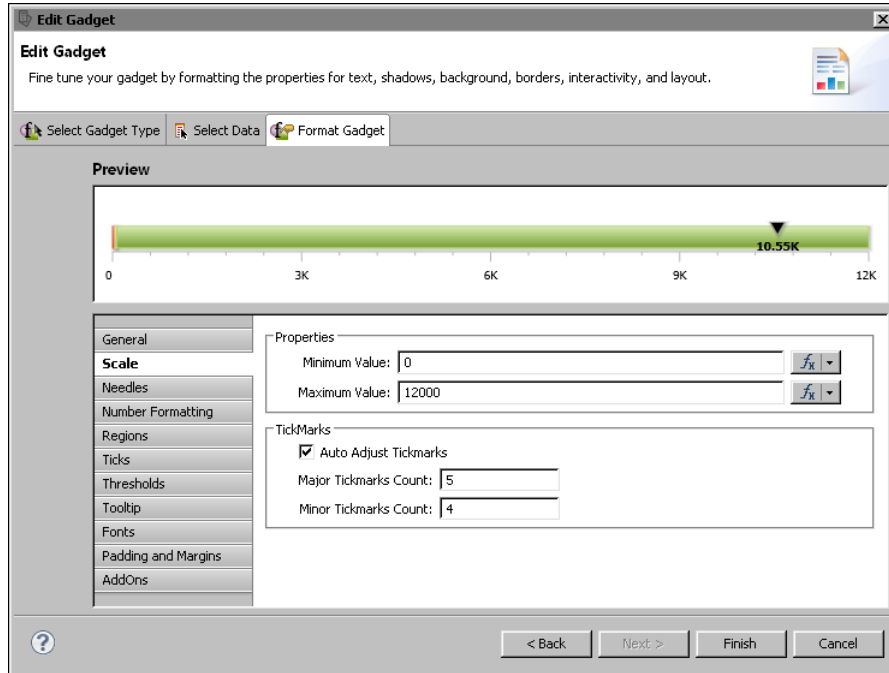 Edit Gadget
Edit Gadget
Fine tune your gadget by formatting the properties for text, shadows, background, borders, interactivity, and layout.
Select Gadget Type
Select Data
Format Gadget
Preview
10.55K
0 3K 6K 9K 12K
General
Scale
Needles
Number Formatting
Regions
Ticks
Thresholds
Tooltip
Fonts
Padding and Margins
AddOns
Properties
Minimum Value: 0 fx
Maximum Value: 12000 fx
TickMarks
Auto Adjust Tickmarks
Major Tickmarks Count: 5
Minor Tickmarks Count: 4
? < Back Next > Finish Cancel